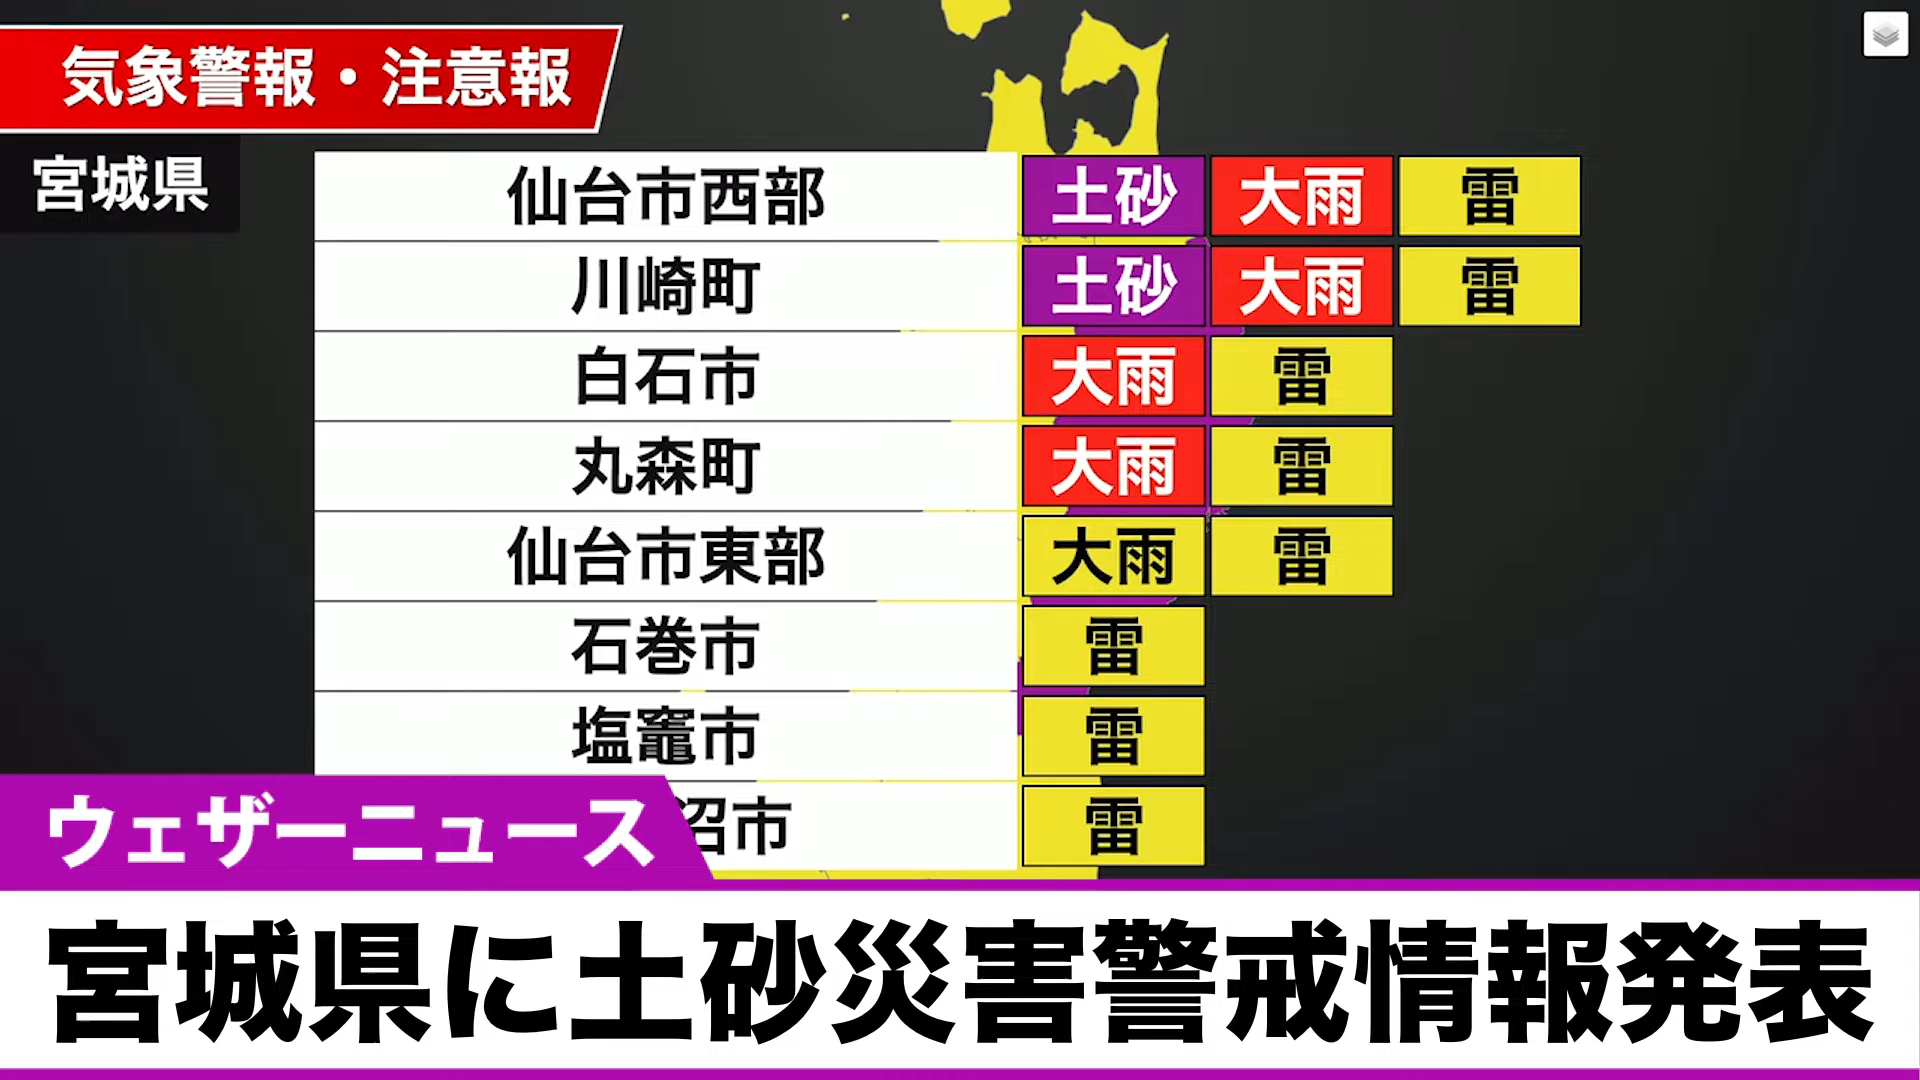 気象警報・注意報
宮城県
仙台市西部 土砂 大雨 雷
川崎町 土砂 大雨 雷
白石市 大雨 雷
丸森町 大雨 雷
仙台市東部 大雨 雷
石巻市 雷
塩竈市 雷
沼市 雷
ウェザーニュース
宮城県に土砂災害警戒情報発表